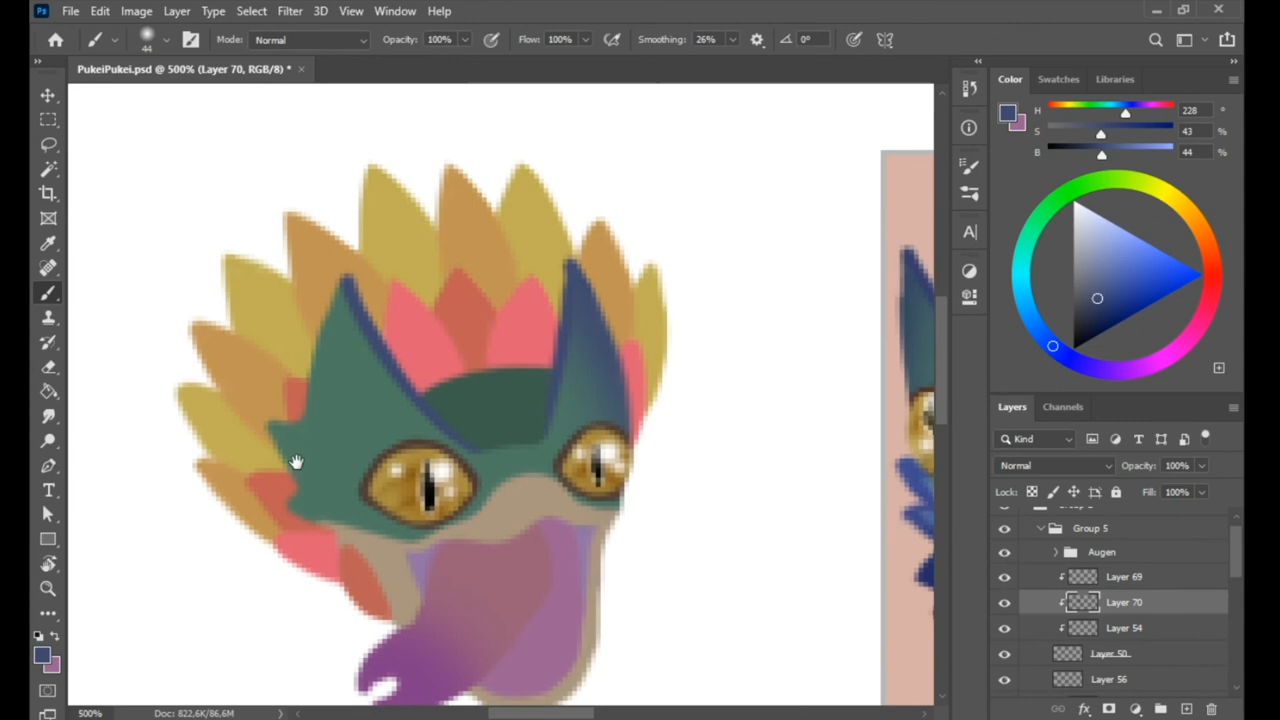 Ps File Edit Image Layer Type Select Filter 3D View Window Help
44 Mode: Normal Opacity: 100% Flow: 100% Smoothing: 26% 0°
PukeiPukei.psd @ 500% (Layer 70, RGB/8) * ×
Color Swatches Libraries
H 228 °
S 43 %
B 44 %
Layers Channels
Kind
Normal Opacity: 100%
Lock: Fill: 100%
Group 5
Augen
Layer 69
Layer 70
Layer 54
Layer 50
Layer 56
500% Doc: 822,6K/86,6M